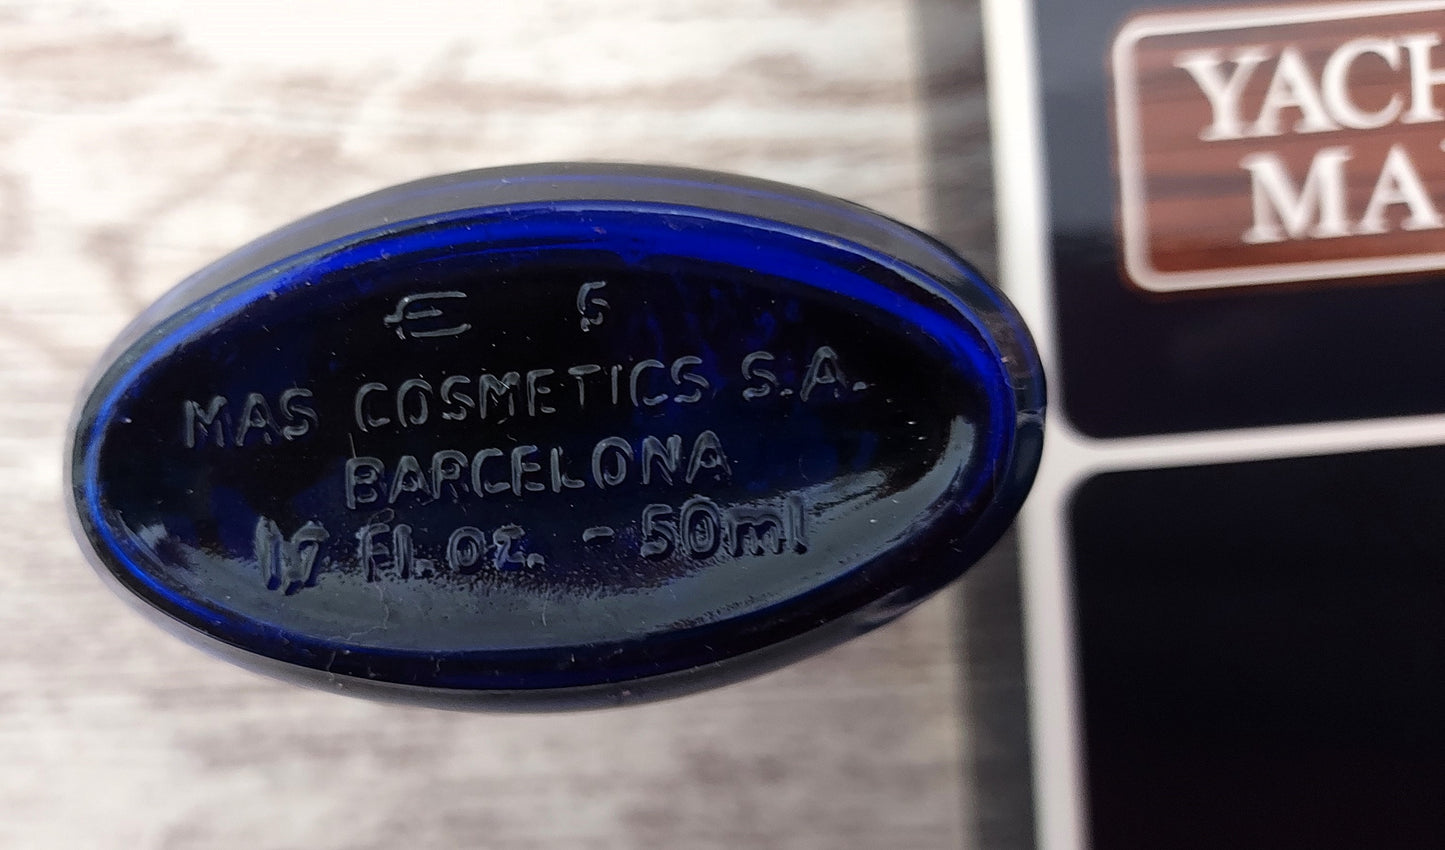 5
MAS COSMETICS S.A.
BARCELONA
1,7 Fl. oz. - 50ml
YACH
MA